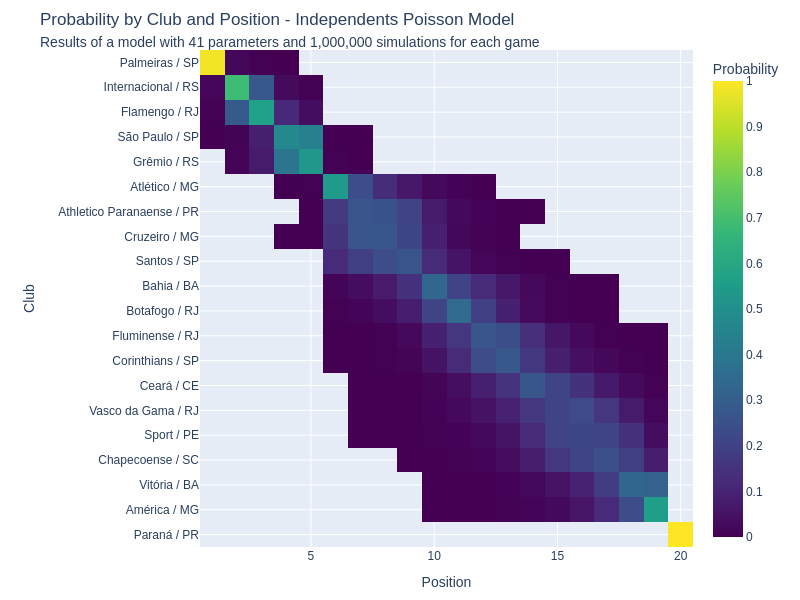 Probability by Club and Position - Independents Poisson Model
Results of a model with 41 parameters and 1,000,000 simulations for each game
Probability
Palmeiras / SP
Internacional / RS
Flamengo / RJ
São Paulo / SP
Grêmio / RS
Atlético / MG
Athletico Paranaense / PR
Cruzeiro / MG
Santos / SP
Bahia / BA
Botafogo / RJ
Fluminense / RJ
Corinthians / SP
Ceará / CE
Vasco da Gama / RJ
Sport / PE
Chapecoense / SC
Vitória / BA
América / MG
Paraná / PR
Club
5 10 15 20
Position
1
0.9
0.8
0.7
0.6
0.5
0.4
0.3
0.2
0.1
0